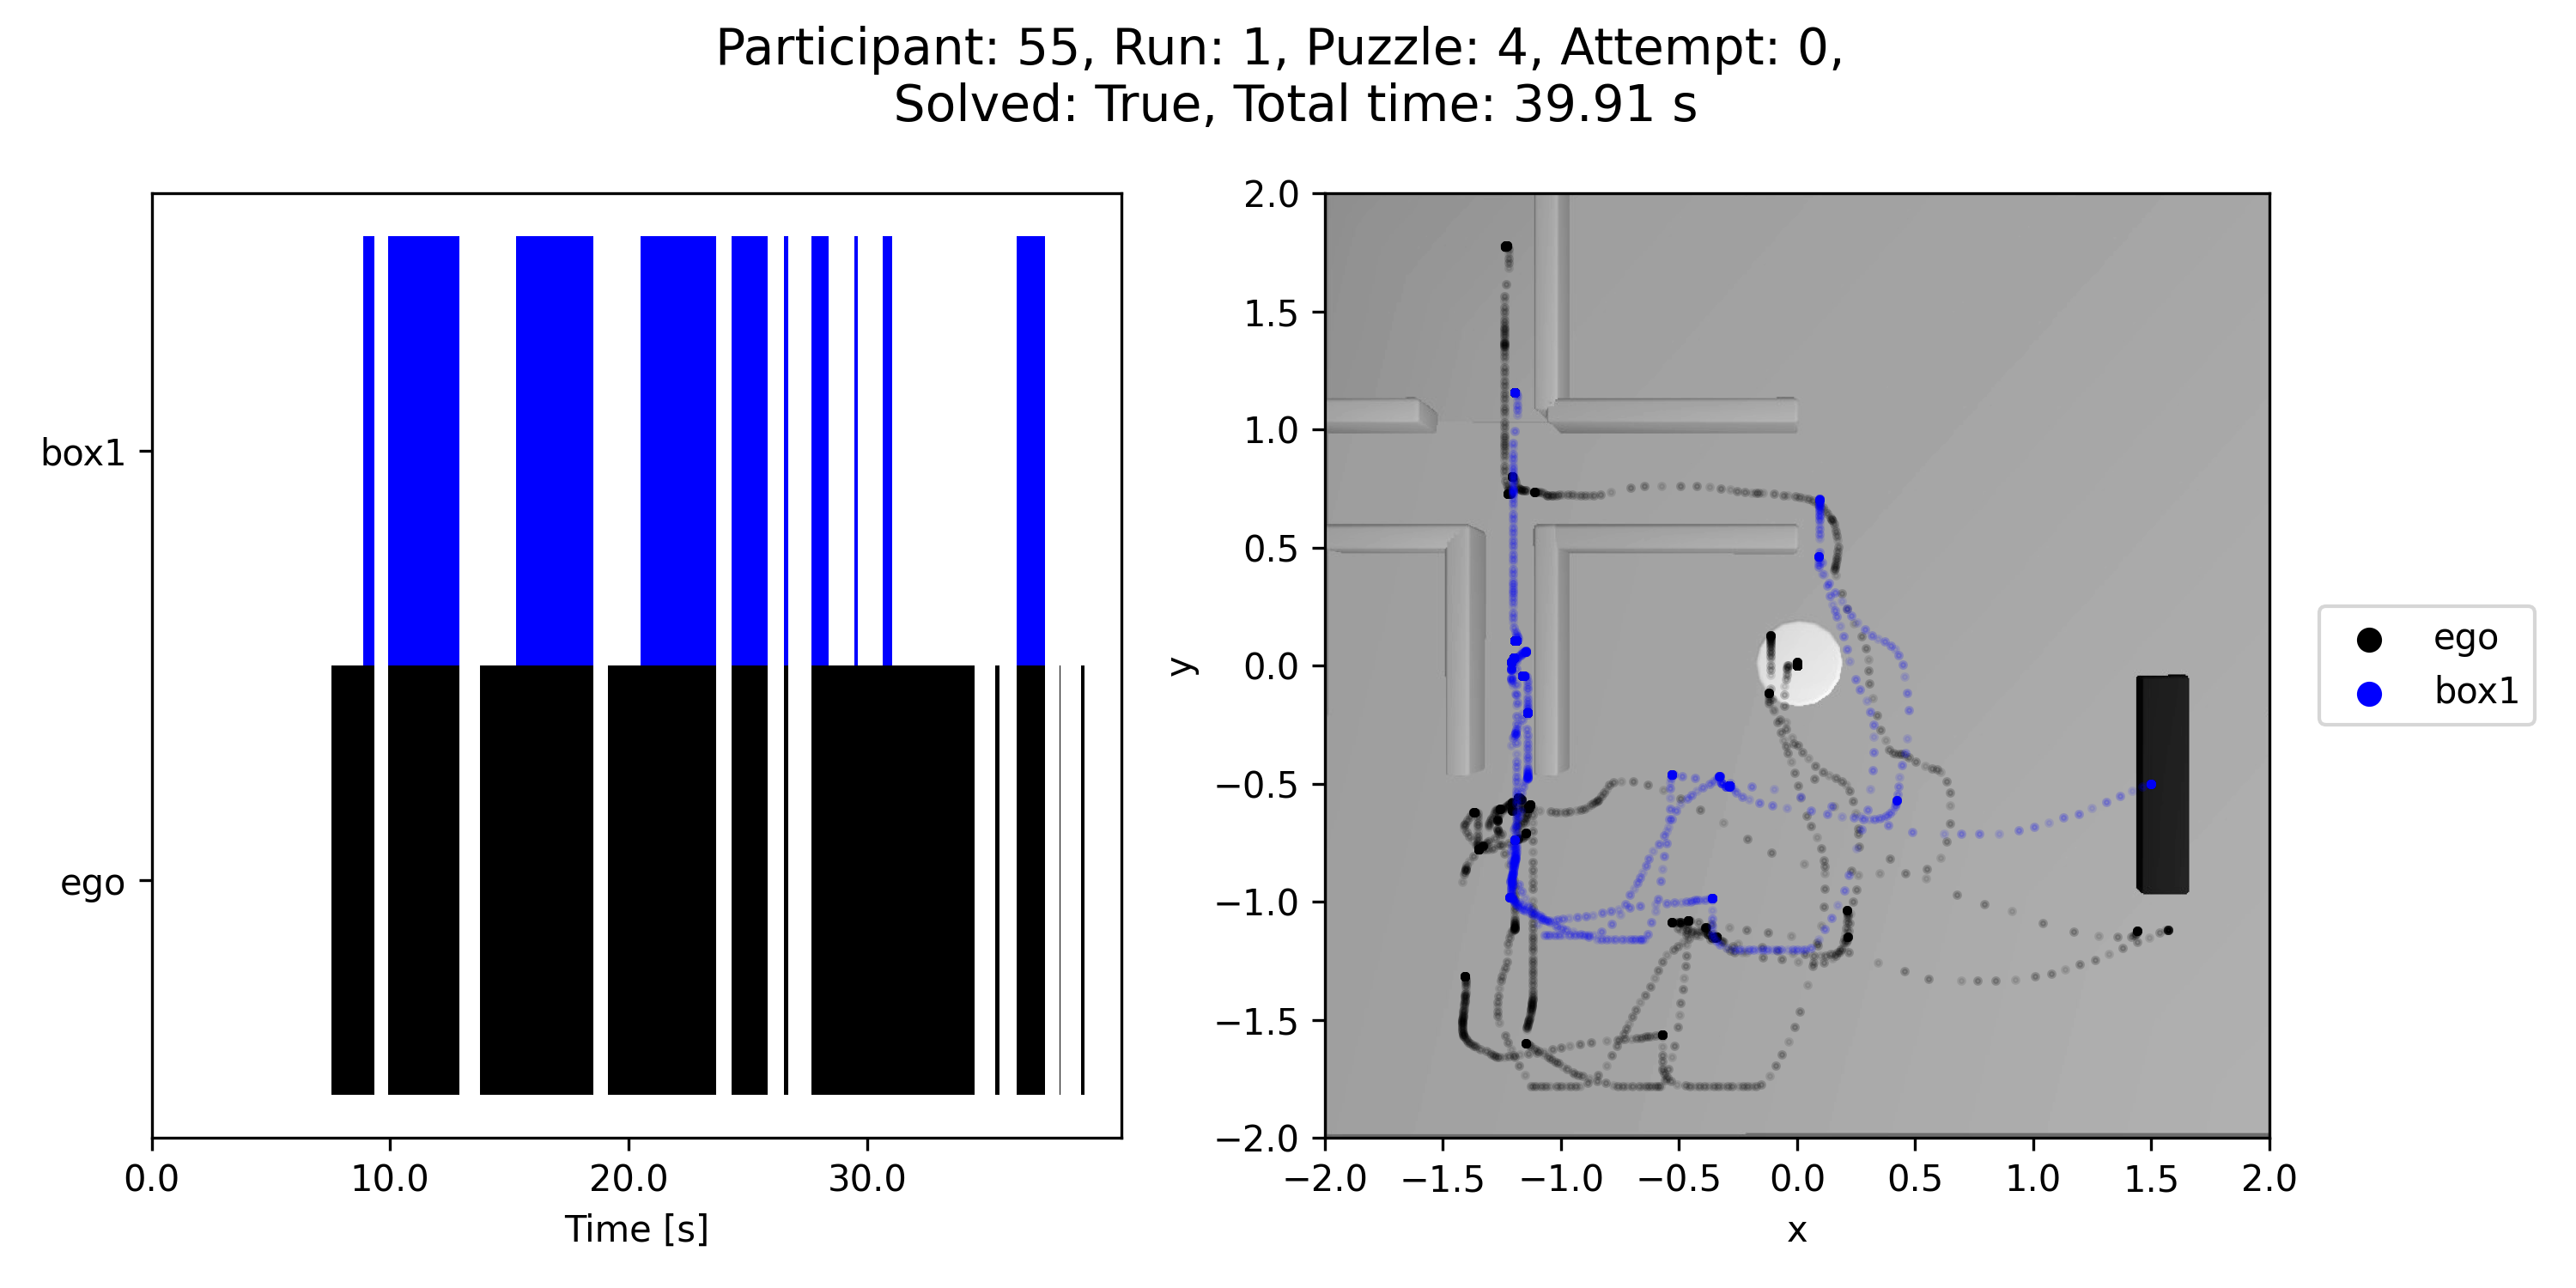 Participant: 55, Run: 1, Puzzle: 4, Attempt: 0,
Solved: True, Total time: 39.91 s
box1
ego
0.0 10.0 20.0 30.0
Time [s]
2.0
1.5
1.0
0.5
0.0
−0.5
−1.0
−1.5
−2.0
y
−2.0 −1.5 −1.0 −0.5 0.0 0.5 1.0 1.5 2.0
x
ego
box1